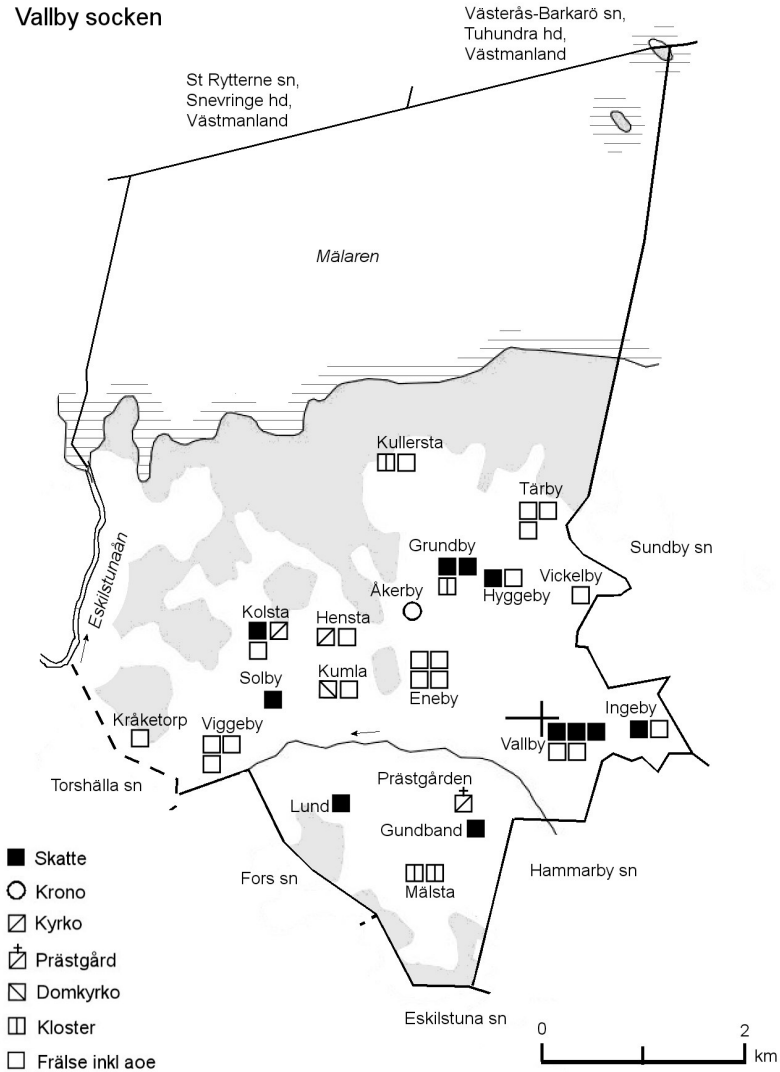 Vallby socken
Västerås-Barkarö sn,
Tuhundra hd,
Västmanland
St Rytterne sn,
Snevringe hd,
Västmanland
Mälaren
Kullersta
Tärby
Eskilstunaån
Grundby
Sundby sn
Hyggeby
Vickelby
Åkerby
Kolsta
Hensta
Solby
Kumla
Eneby
Kråketorp
Viggeby
Vallby
Ingeby
Torshälla sn
Prästgården
Lund
Gundband
Fors sn
Mälsta
Hammarby sn
Eskilstuna sn
Skatte
Krono
Kyrko
Prästgård
Domkyrko
Kloster
Frälse inkl aoe
0 2
km